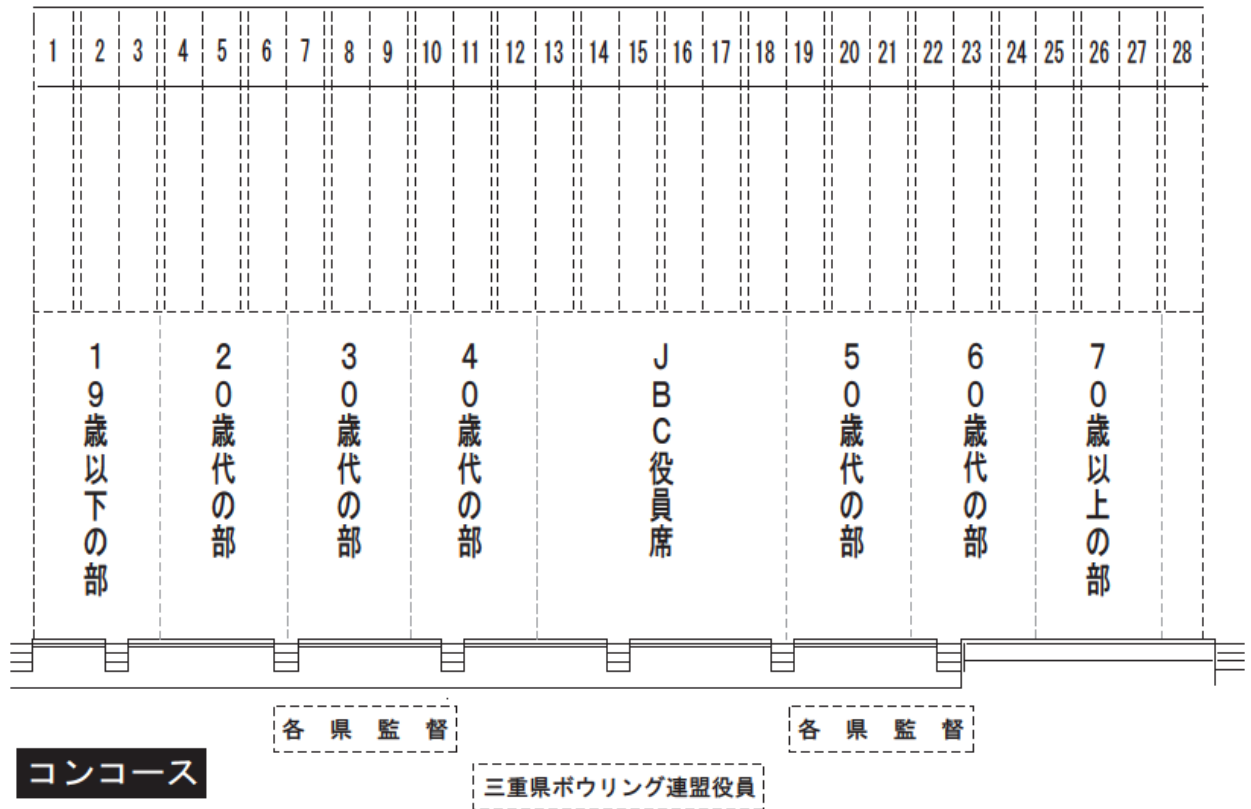 1 2 3 4 5 6 7 8 9 10 11 12 13 14 15 16 17 18 19 20 21 22 23 24 25 26 27 28
19歳以下の部
20歳代の部
30歳代の部
40歳代の部
JBC役員席
50歳代の部
60歳代の部
70歳以上の部
各県監督
各県監督
コンコース
三重県ボウリング連盟役員